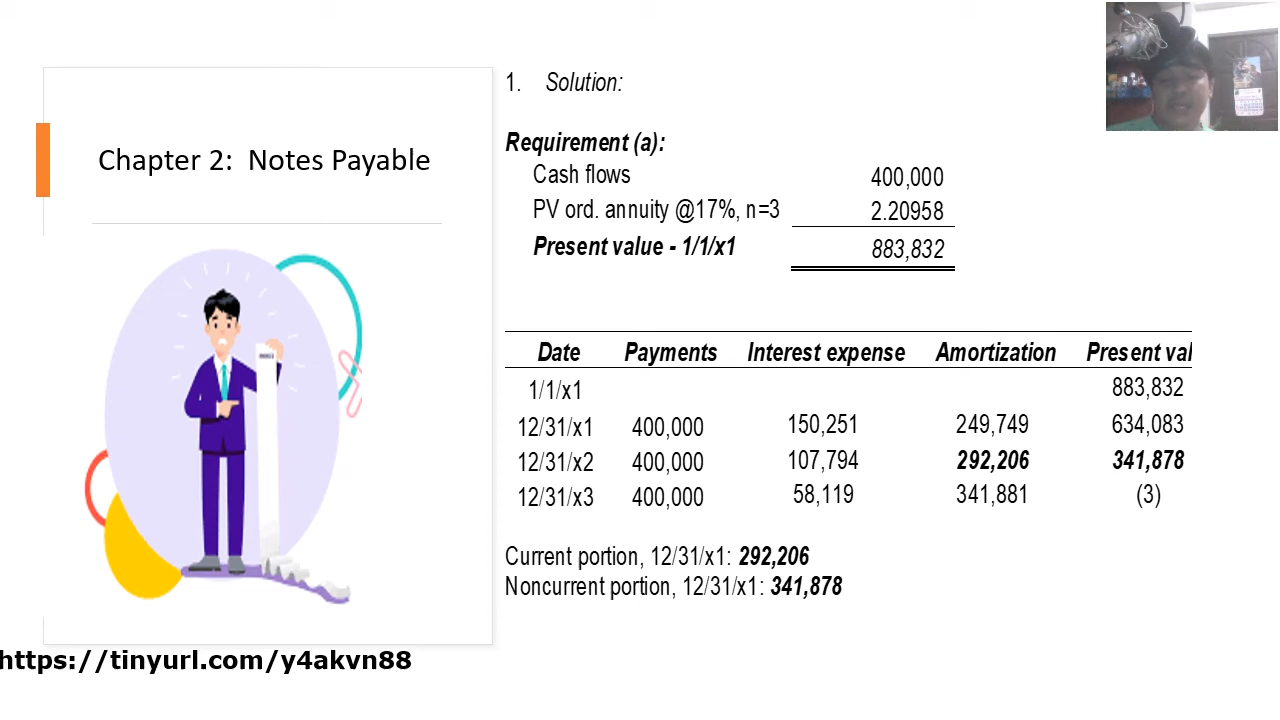 Chapter 2: Notes Payable
1. Solution:
Requirement (a):
Cash flows 400,000
PV ord. annuity @17%, n=3 2.20958
Present value - 1/1/x1 883,832
Date Payments Interest expense Amortization Present val
1/1/x1 883,832
12/31/x1 400,000 150,251 249,749 634,083
12/31/x2 400,000 107,794 292,206 341,878
12/31/x3 400,000 58,119 341,881 (3)
Current portion, 12/31/x1: 292,206
Noncurrent portion, 12/31/x1: 341,878
https://tinyurl.com/y4akvn88